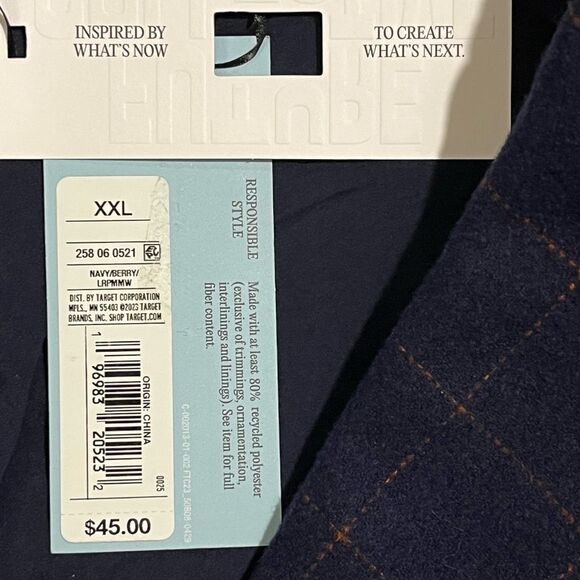 INSPIRED BY
WHAT'S NOW
TO CREATE
WHAT'S NEXT.
FUTURE
XXL
258 06 0521
NAVY/BERRY/
LRPMMW
DIST. BY TARGET CORPORATION
MPLS., MN 55403 ©2023 TARGET
BRANDS, INC. SHOP TARGET.COM
1 96983 20523 2
ORIGIN: CHINA
0025
$45.00
RESPONSIBLE
STYLE
Made with at least 80% recycled polyester
(exclusive of trimmings, ornamentation,
interlinings and linings). See item for full
fiber content.